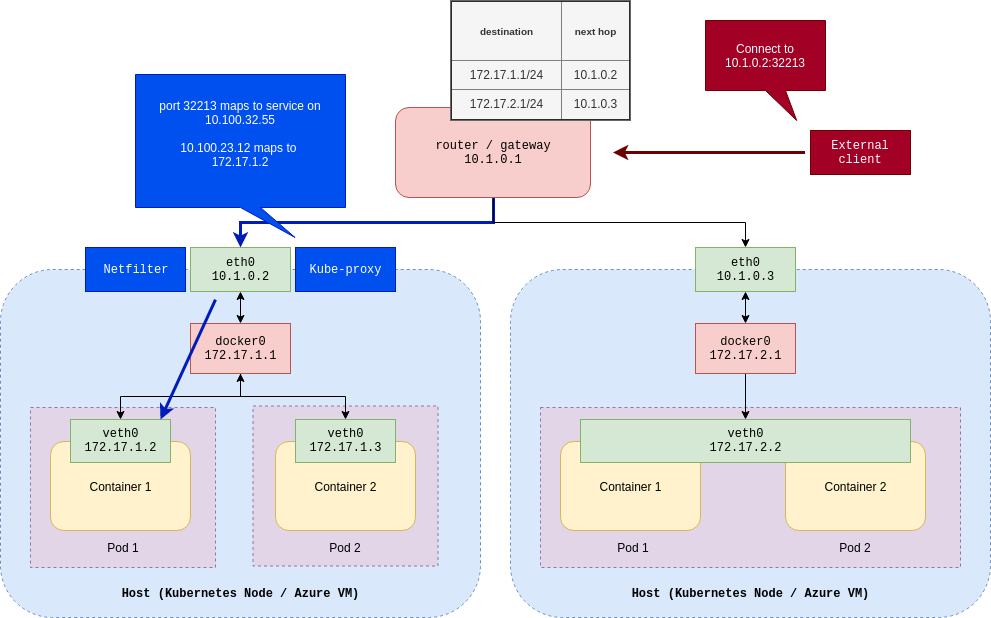 destination next hop
172.17.1.1/24 10.1.0.2
172.17.2.1/24 10.1.0.3
Connect to
10.1.0.2:32213
port 32213 maps to service on
10.100.32.55
10.100.23.12 maps to
172.17.1.2
router / gateway
10.1.0.1
External
client
Netfilter
eth0
10.1.0.2
Kube-proxy
eth0
10.1.0.3
docker0
172.17.1.1
docker0
172.17.2.1
veth0
172.17.1.2
veth0
172.17.1.3
veth0
172.17.2.2
Container 1
Container 2
Container 1
Container 2
Pod 1
Pod 2
Pod 1
Pod 2
Host (Kubernetes Node / Azure VM)
Host (Kubernetes Node / Azure VM)